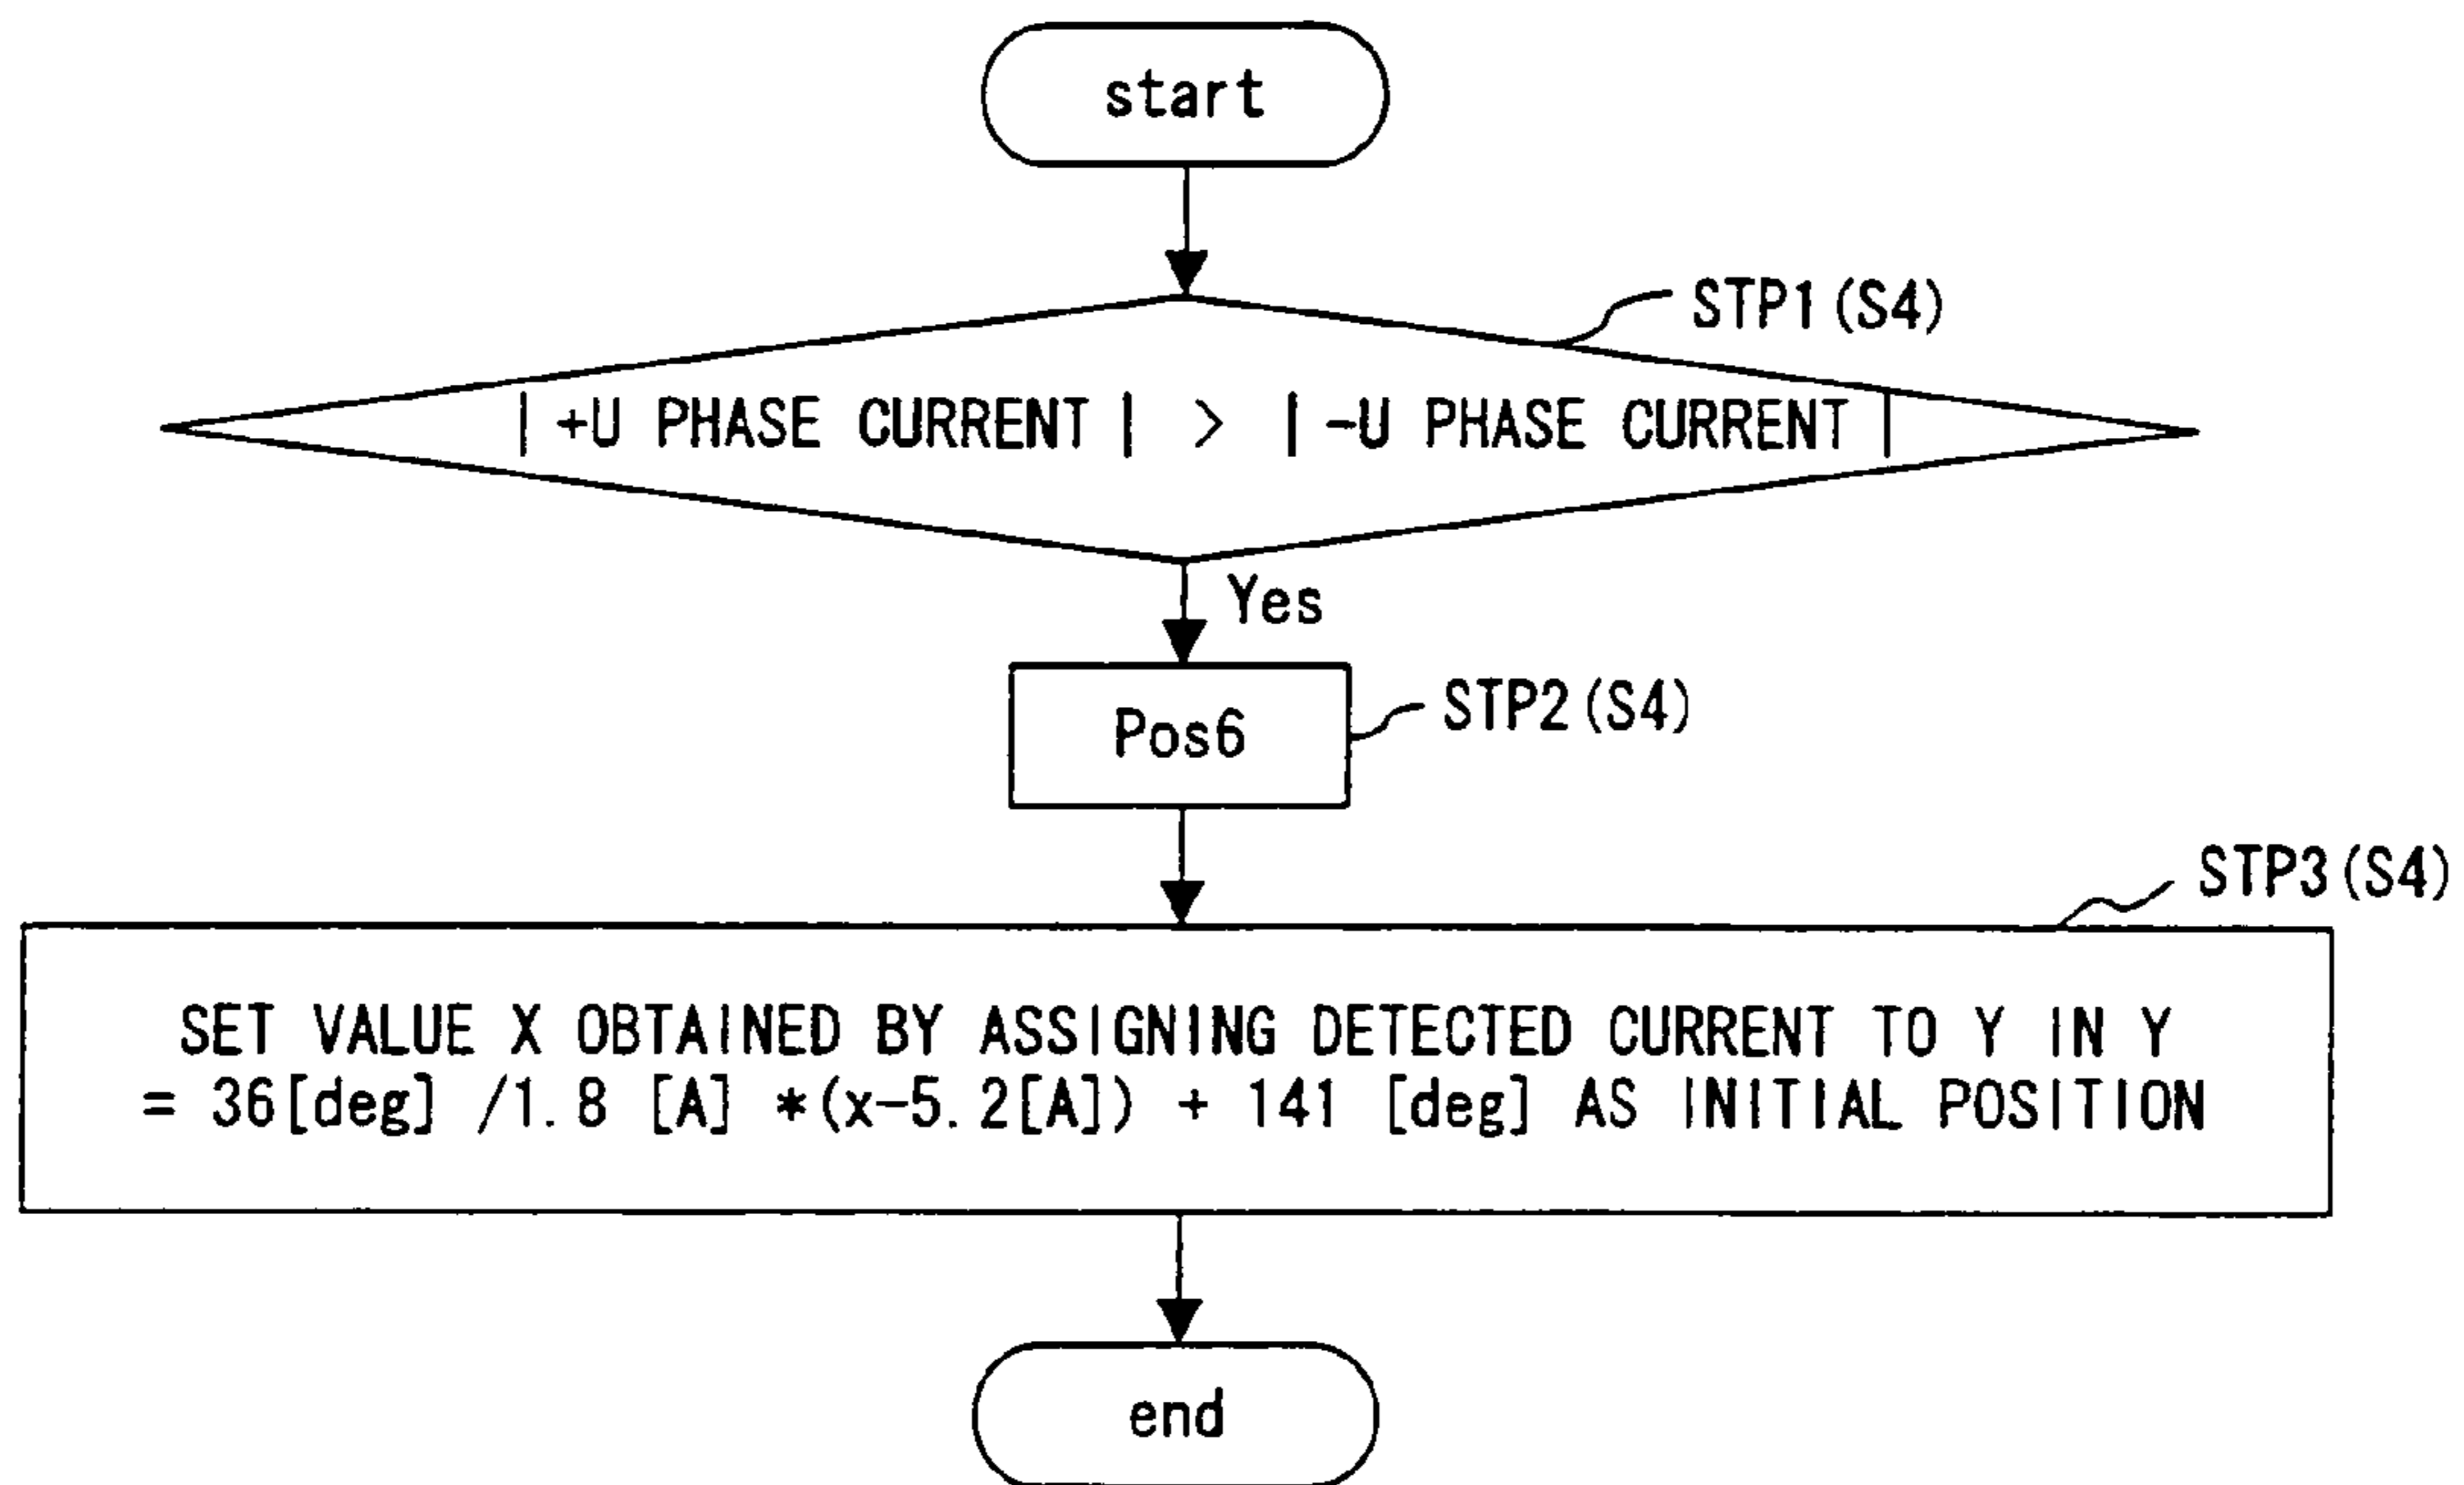 start
STP1(S4)
| +U PHASE CURRENT | > | -U PHASE CURRENT |
Yes
Pos6
STP2(S4)
STP3(S4)
SET VALUE X OBTAINED BY ASSIGNING DETECTED CURRENT TO Y IN Y
= 36[deg] /1.8 [A] *(x-5.2[A]) + 141 [deg] AS INITIAL POSITION
end